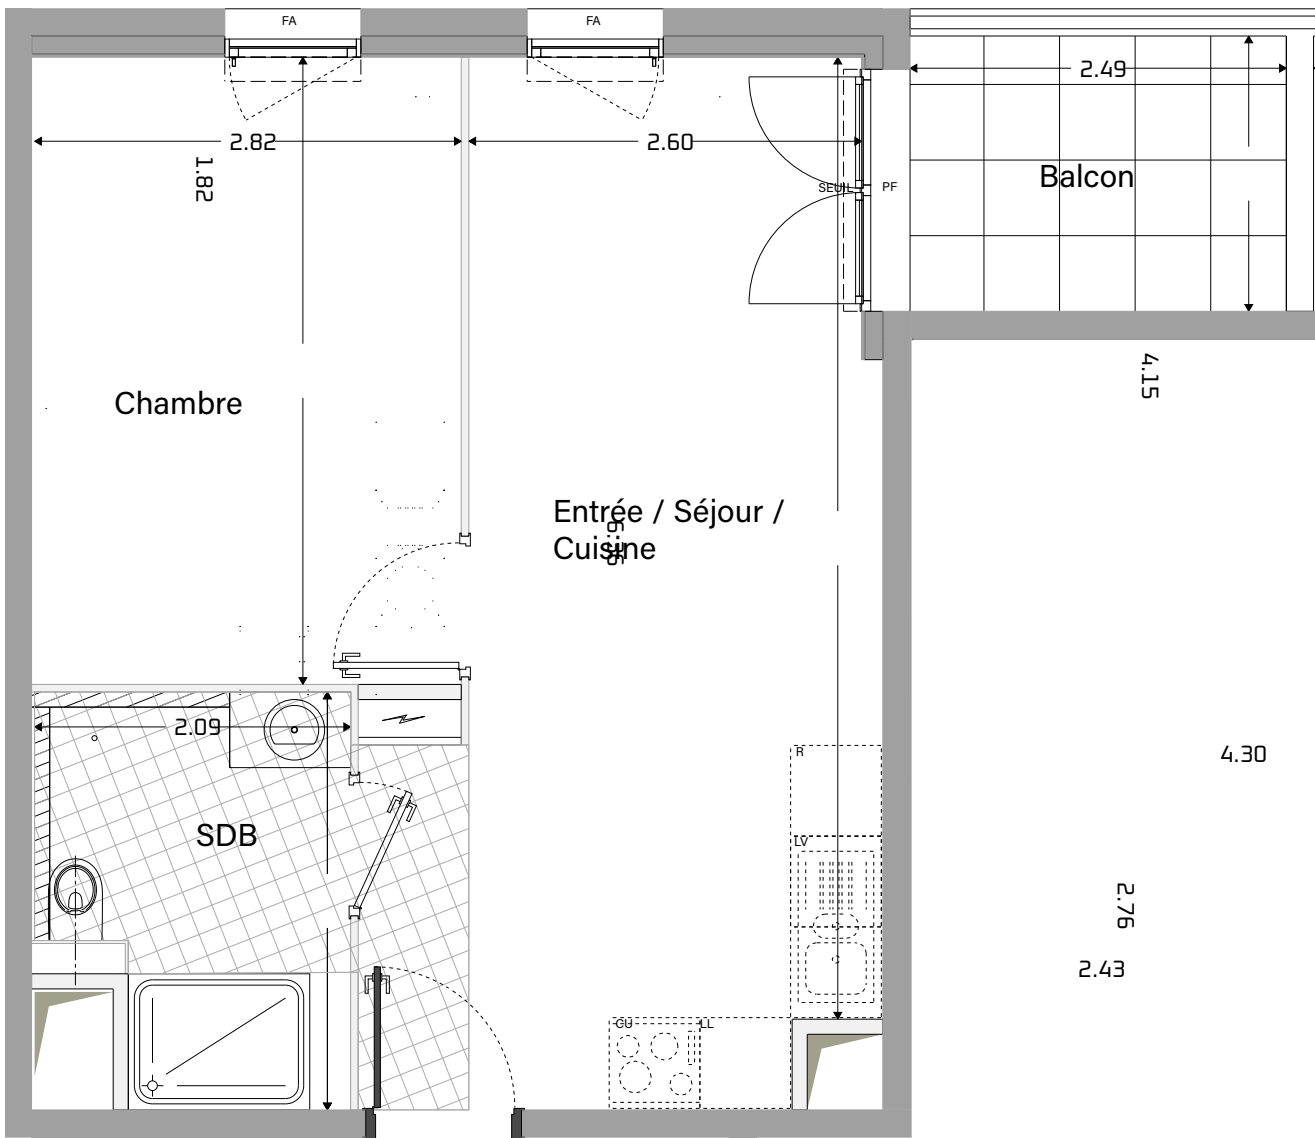 FA
FA
2.49
2.82
2.60
1.82
SEUIL
PF
Balcon
4.15
Chambre
Entrée / Séjour /
Cuisine
2.09
R
4.30
SDB
LV
2.76
2.43
CU
LL